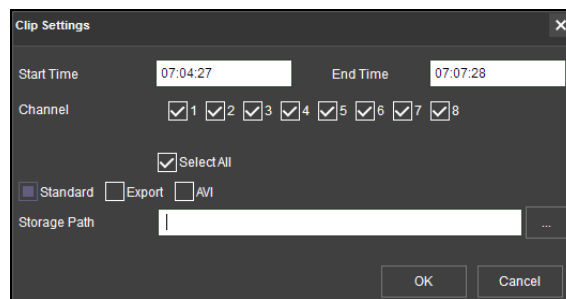 Clip Settings
Start Time 07:04:27 End Time 07:07:28
Channel 1 2 3 4 5 6 7 8
Select All
Standard Export AVI
Storage Path ...
OK Cancel